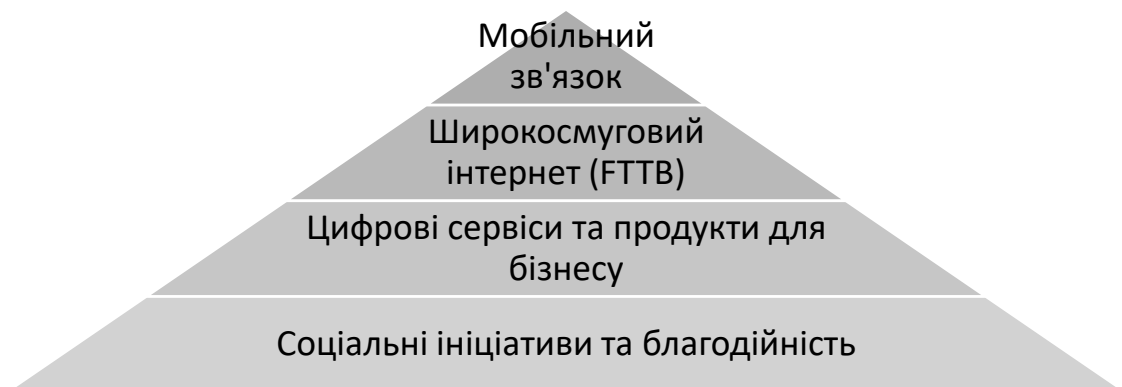 Мобільний
зв'язок
Широкосмуговий
інтернет (FTTB)
Цифрові сервіси та продукти для
бізнесу
Соціальні ініціативи та благодійність